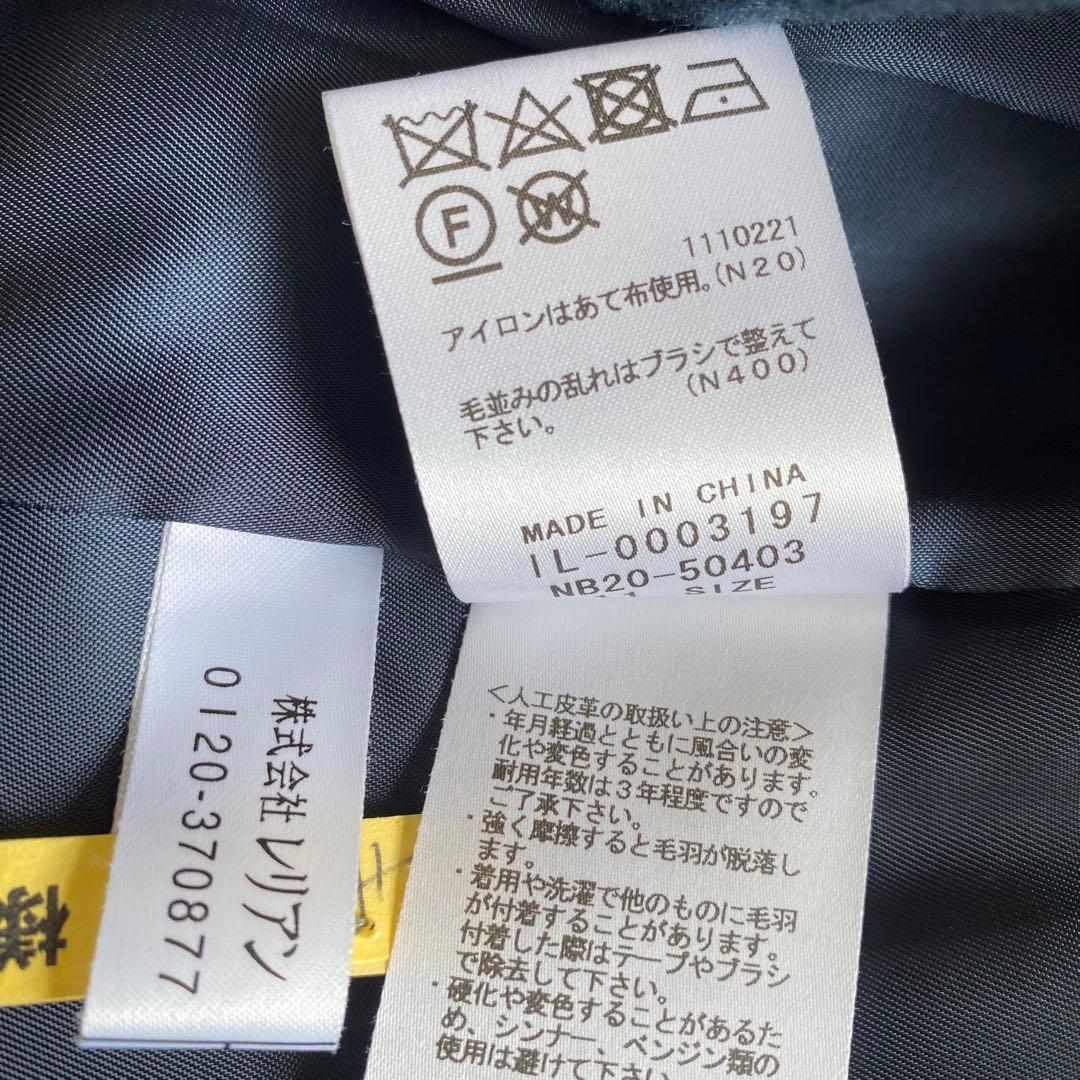 F
W
1110221
アイロンはあて布使用。(N20)
毛並みの乱れはブラシで整えて
下さい。
(N400)
MADE IN CHINA
IL-0003197
NB20-50403
11 SIZE
株式会社レリアン
0120-370877
<人工皮革の取扱い上の注意>
・年月経過とともに風合いの変
化や変色することがあります。
耐用年数は3年程度ですので
ご了承下さい。
・強く摩擦すると毛羽が脱落し
ます。
・着用や洗濯で他のものに毛羽
が付着することがあります。
付着した際はテープやブラシ
で除去して下さい。
・硬化や変色することがあるた
め、シンナー、ベンジン類の
使用は避けて下さい。